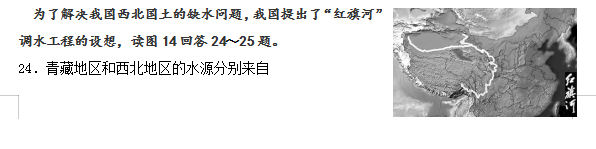 为了解决我国西北国土的缺水问题，我国提出了“红旗河”
调水工程的设想，读图14回答24～25题。
24．青藏地区和西北地区的水源分别来自
红旗河